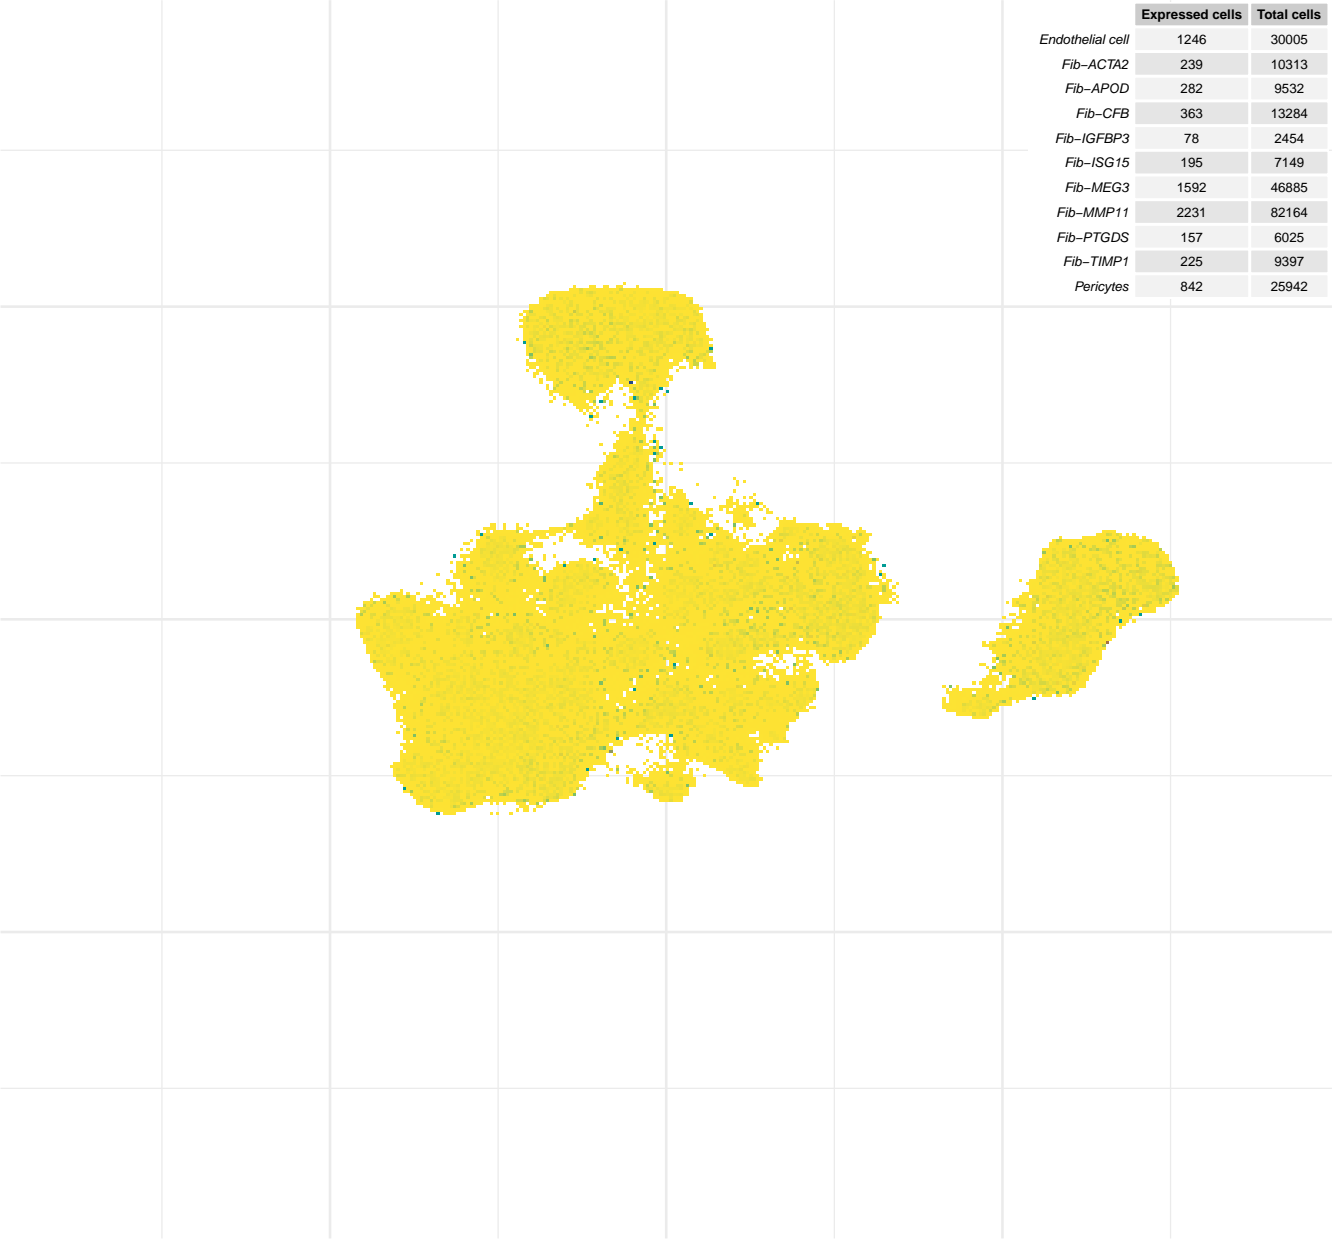 Expressed cells Total cells
Endothelial cell 1246 30005
Fib−ACTA2 239 10313
Fib−APOD 282 9532
Fib−CFB 363 13284
Fib−IGFBP3 78 2454
Fib−ISG15 195 7149
Fib−MEG3 1592 46885
Fib−MMP11 2231 82164
Fib−PTGDS 157 6025
Fib−TIMP1 225 9397
Pericytes 842 25942